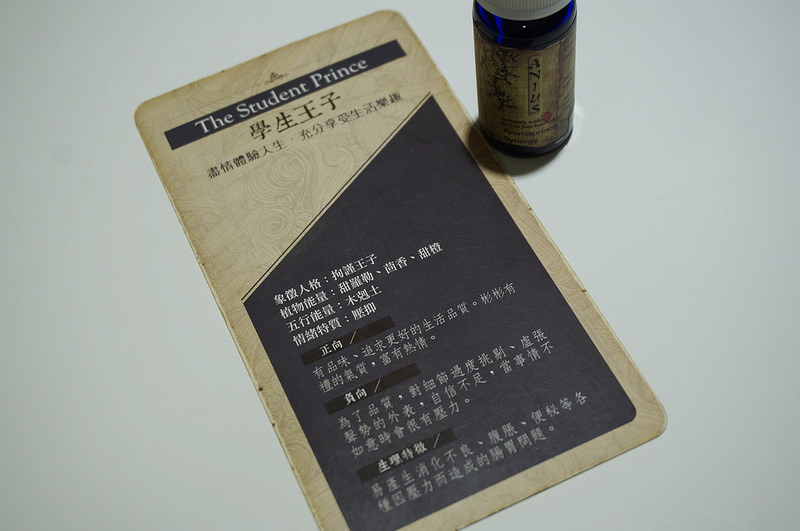 The Student Prince
學生王子
盡情體驗人生，充分享受生活樂趣
象徵人格：拘謹王子
植物能量：甜羅勒、茴香、甜橙
五行能量：木剋土
情緒特質：壓抑
正向／
有品味、追求更好的生活品質。彬彬有
禮的氣質，富有熱情。
負向／
為了品質，對細節過度挑剔、虛張
聲勢的外表，自信不足，當事情不
如意時會很有壓力。
生理特徵／
易產生消化不良、腹脹、便秘等各
種因壓力而造成的腸胃問題。
ANIUS
Aromaprince
Synergy